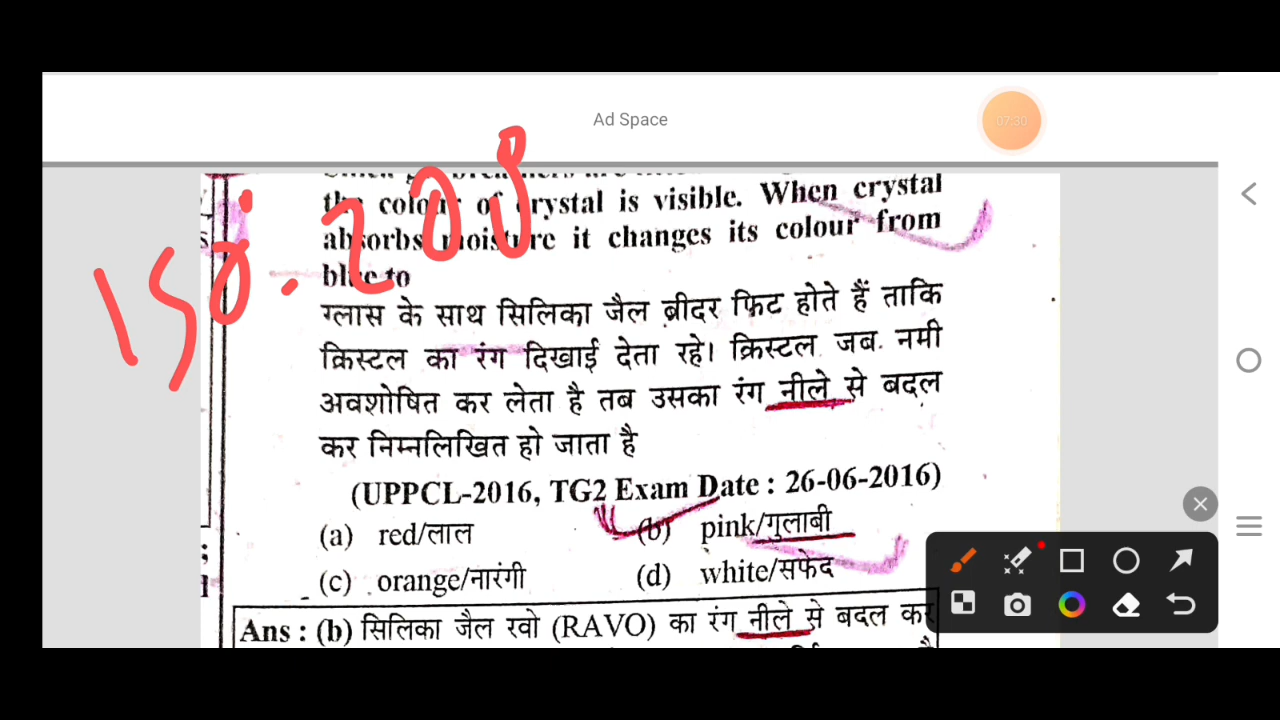 Ad Space
07:30
the colour of crystal is visible. When crystal
absorbs moisture it changes its colour from
blue to
ग्लास के साथ सिलिका जैल ब्रीदर फिट होते हैं ताकि
क्रिस्टल का रंग दिखाई देता रहे। क्रिस्टल जब नमी
अवशोषित कर लेता है तब उसका रंग नीले से बदल
कर निम्नलिखित हो जाता है
(UPPCL-2016, TG2 Exam Date : 26-06-2016)
(a) red/लाल (b) pink/गुलाबी
(c) orange/नारंगी (d) white/सफेद
Ans : (b) सिलिका जैल रवो (RAVO) का रंग नीले से बदल कर